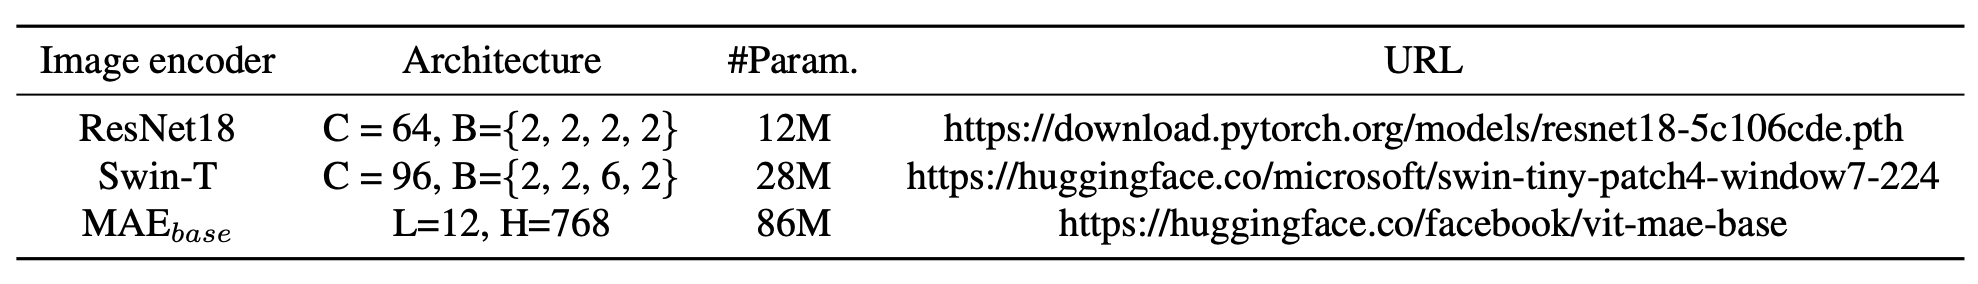 Image encoder Architecture #Param. URL
ResNet18 C = 64, B={2, 2, 2, 2} 12M https://download.pytorch.org/models/resnet18-5c106cde.pth
Swin-T C = 96, B={2, 2, 6, 2} 28M https://huggingface.co/microsoft/swin-tiny-patch4-window7-224
MAEbase L=12, H=768 86M https://huggingface.co/facebook/vit-mae-base